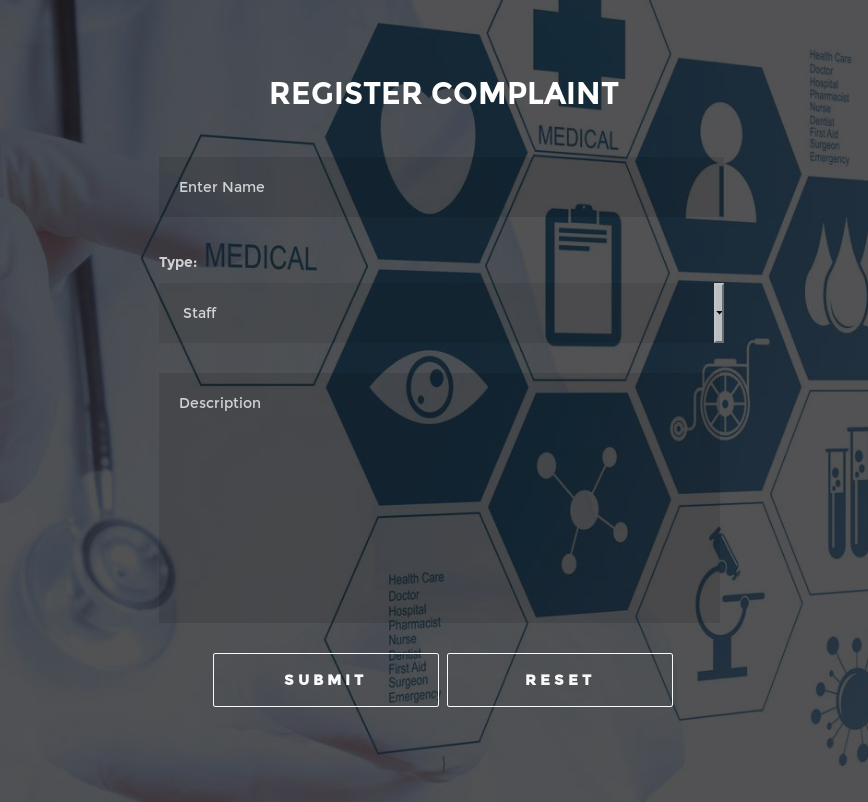 REGISTER COMPLAINT
MEDICAL
Health Care
Doctor
Hospital
Pharmacist
Nurse
Dentist
First Aid
Surgeon
Emergency
Enter Name
Type:
MEDICAL
Staff
Description
Health Care
Doctor
Hospital
Pharmacist
Nurse
Dentist
First Aid
Surgeon
Emergency
SUBMIT
RESET